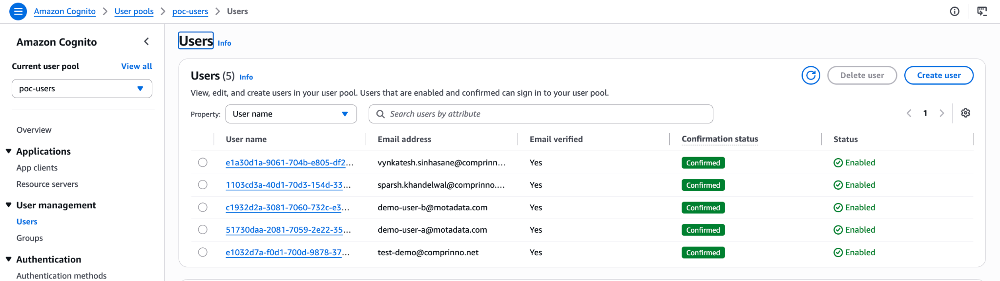 Amazon Cognito > User pools > poc-users > Users
Amazon Cognito
Current user pool View all
poc-users
Overview
Applications
App clients
Resource servers
User management
Users
Groups
Authentication
Authentication methods
Users Info
Users (5) Info
Delete user
Create user
View, edit, and create users in your user pool. Users that are enabled and confirmed can sign in to your user pool.
Property: User name
Search users by attribute
1
User name Email address Email verified Confirmation status Status
e1a30d1a-9061-704b-e805-df2... vynkatesh.sinhasane@comprinn... Yes Confirmed Enabled
1103cd3a-40d1-70d3-154d-33... sparsh.khandelwal@comprinno.... Yes Confirmed Enabled
c1932d2a-3081-7060-732c-e3... demo-user-b@motadata.com Yes Confirmed Enabled
51730daa-2081-7059-2e22-35... demo-user-a@motadata.com Yes Confirmed Enabled
e1032d7a-f0d1-700d-9878-37... test-demo@comprinno.net Yes Confirmed Enabled